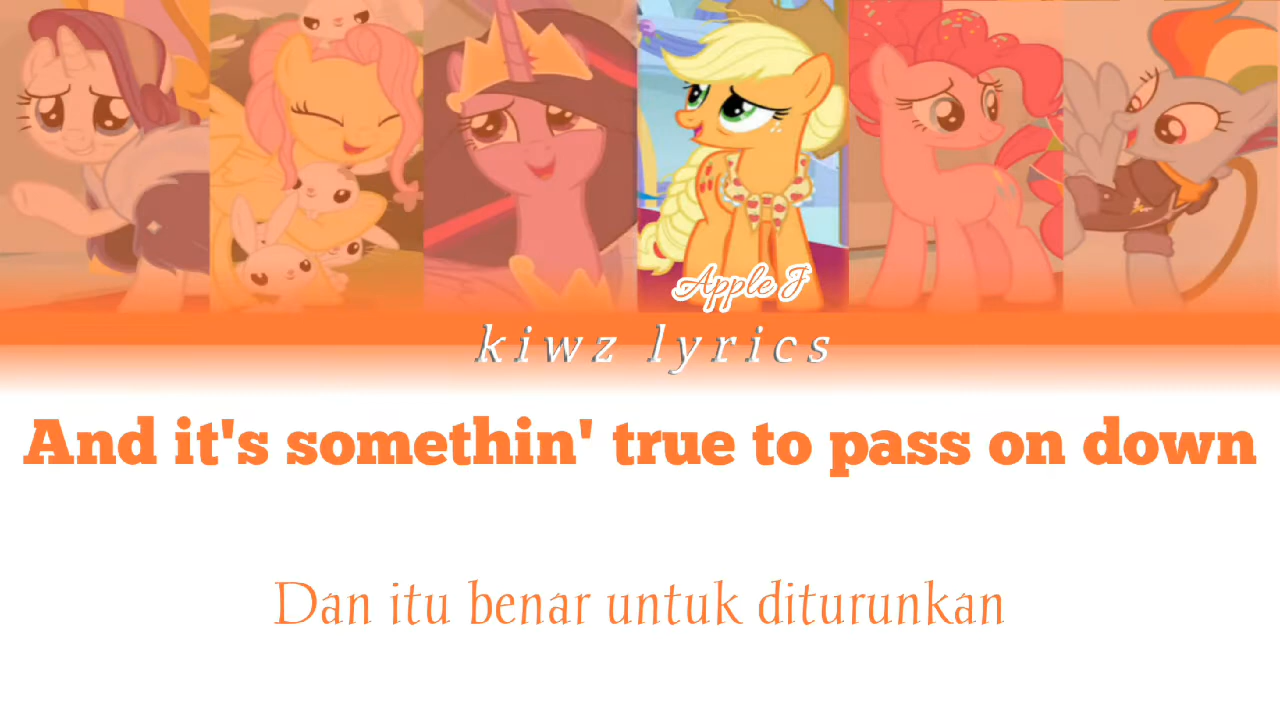 Apple J
kiwz lyrics
And it's somethin' true to pass on down
Dan itu benar untuk diturunkan